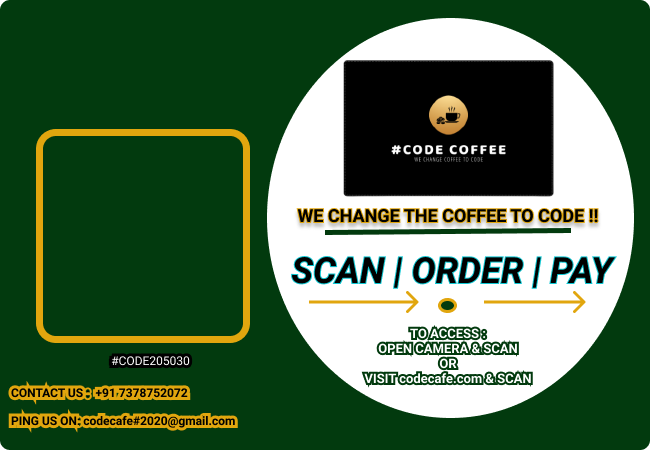 #CODE COFFEE
WE CHANGE COFFEE TO CODE
WE CHANGE THE COFFEE TO CODE !!
SCAN | ORDER | PAY
TO ACCESS :
OPEN CAMERA & SCAN
OR
VISIT codecafe.com & SCAN
#CODE205030
CONTACT US : +91 7378752072
PING US ON: codecafe#2020@gmail.com